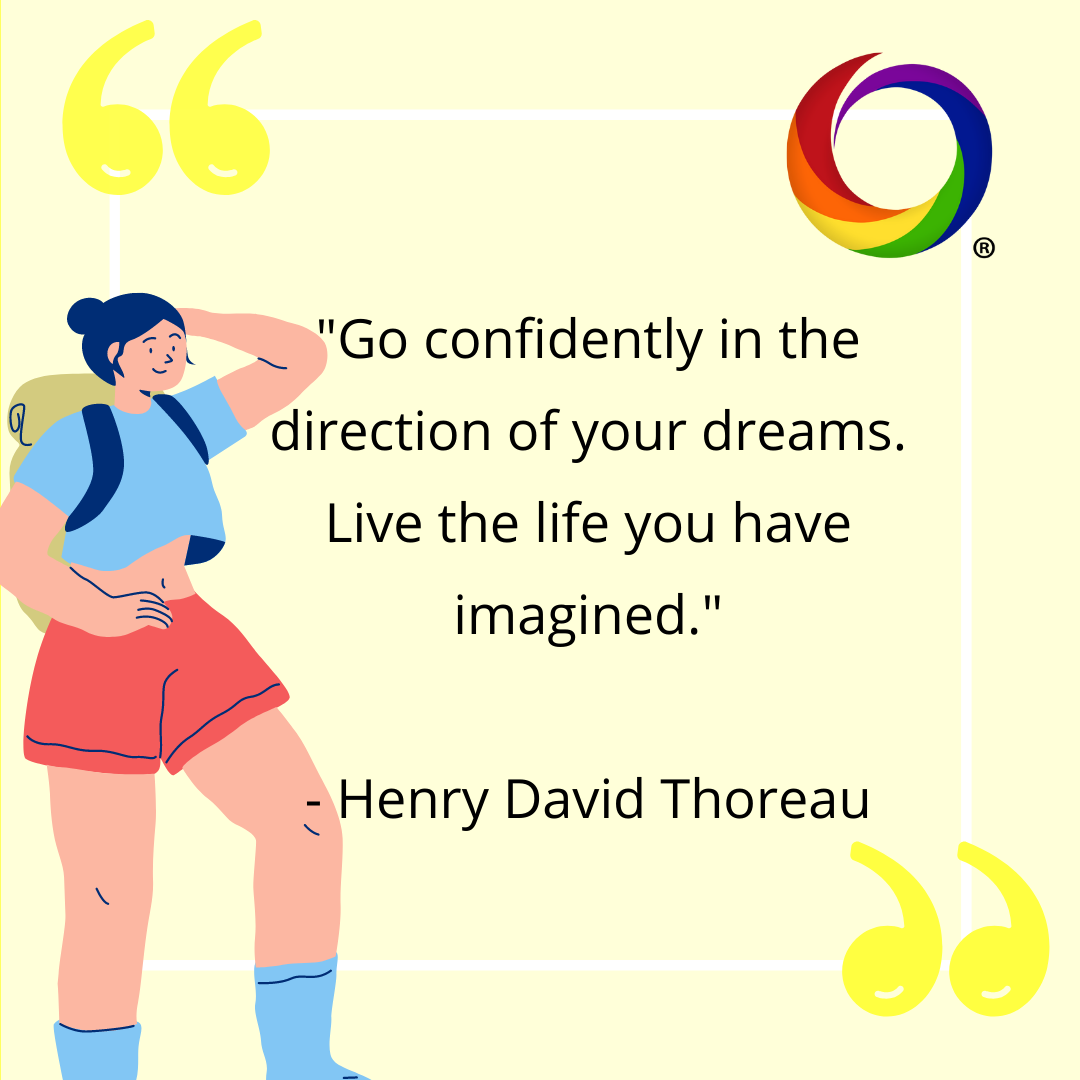 ®
"Go confidently in the
direction of your dreams.
Live the life you have
imagined."
- Henry David Thoreau